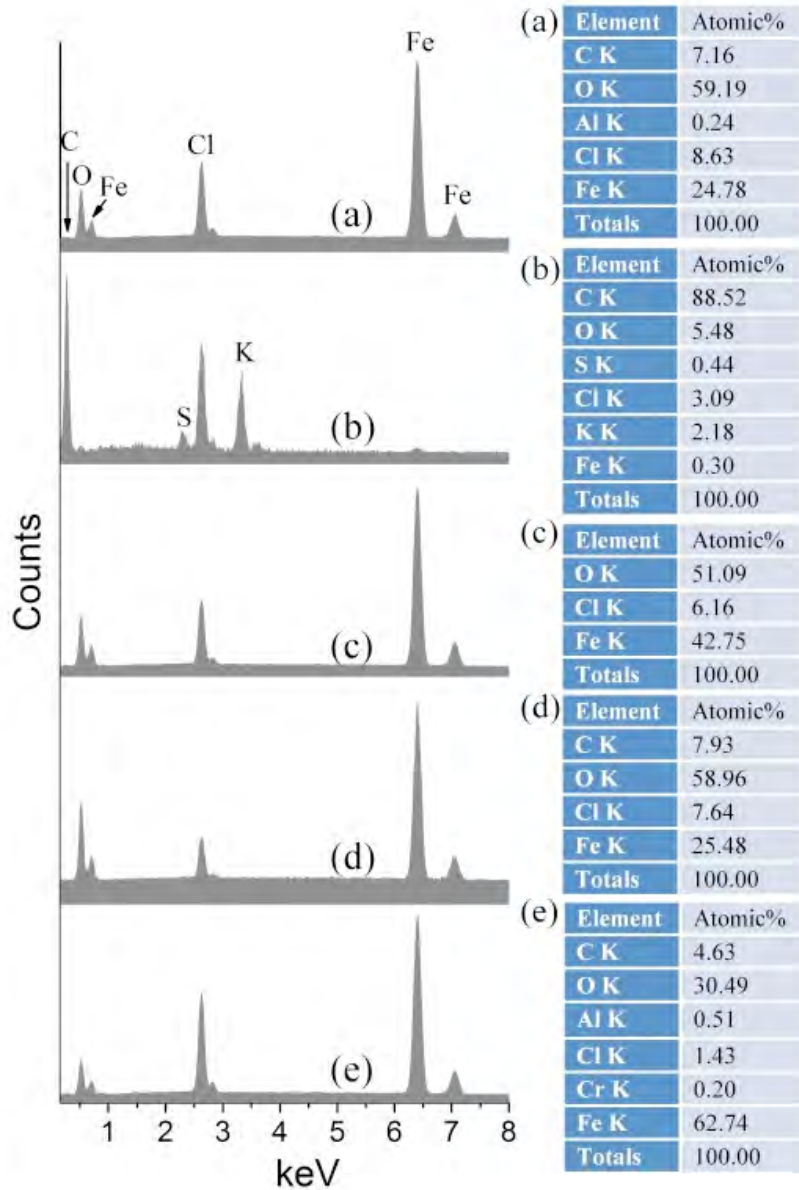 Counts
C
O
Fe
Cl
Fe
Fe
(a)
S
K
(b)
(c)
(d)
(e)
1 2 3 4 5 6 7 8
keV
(a)
Element Atomic%
C K 7.16
O K 59.19
Al K 0.24
Cl K 8.63
Fe K 24.78
Totals 100.00
(b)
Element Atomic%
C K 88.52
O K 5.48
S K 0.44
Cl K 3.09
K K 2.18
Fe K 0.30
Totals 100.00
(c)
Element Atomic%
O K 51.09
Cl K 6.16
Fe K 42.75
Totals 100.00
(d)
Element Atomic%
C K 7.93
O K 58.96
Cl K 7.64
Fe K 25.48
Totals 100.00
(e)
Element Atomic%
C K 4.63
O K 30.49
Al K 0.51
Cl K 1.43
Cr K 0.20
Fe K 62.74
Totals 100.00